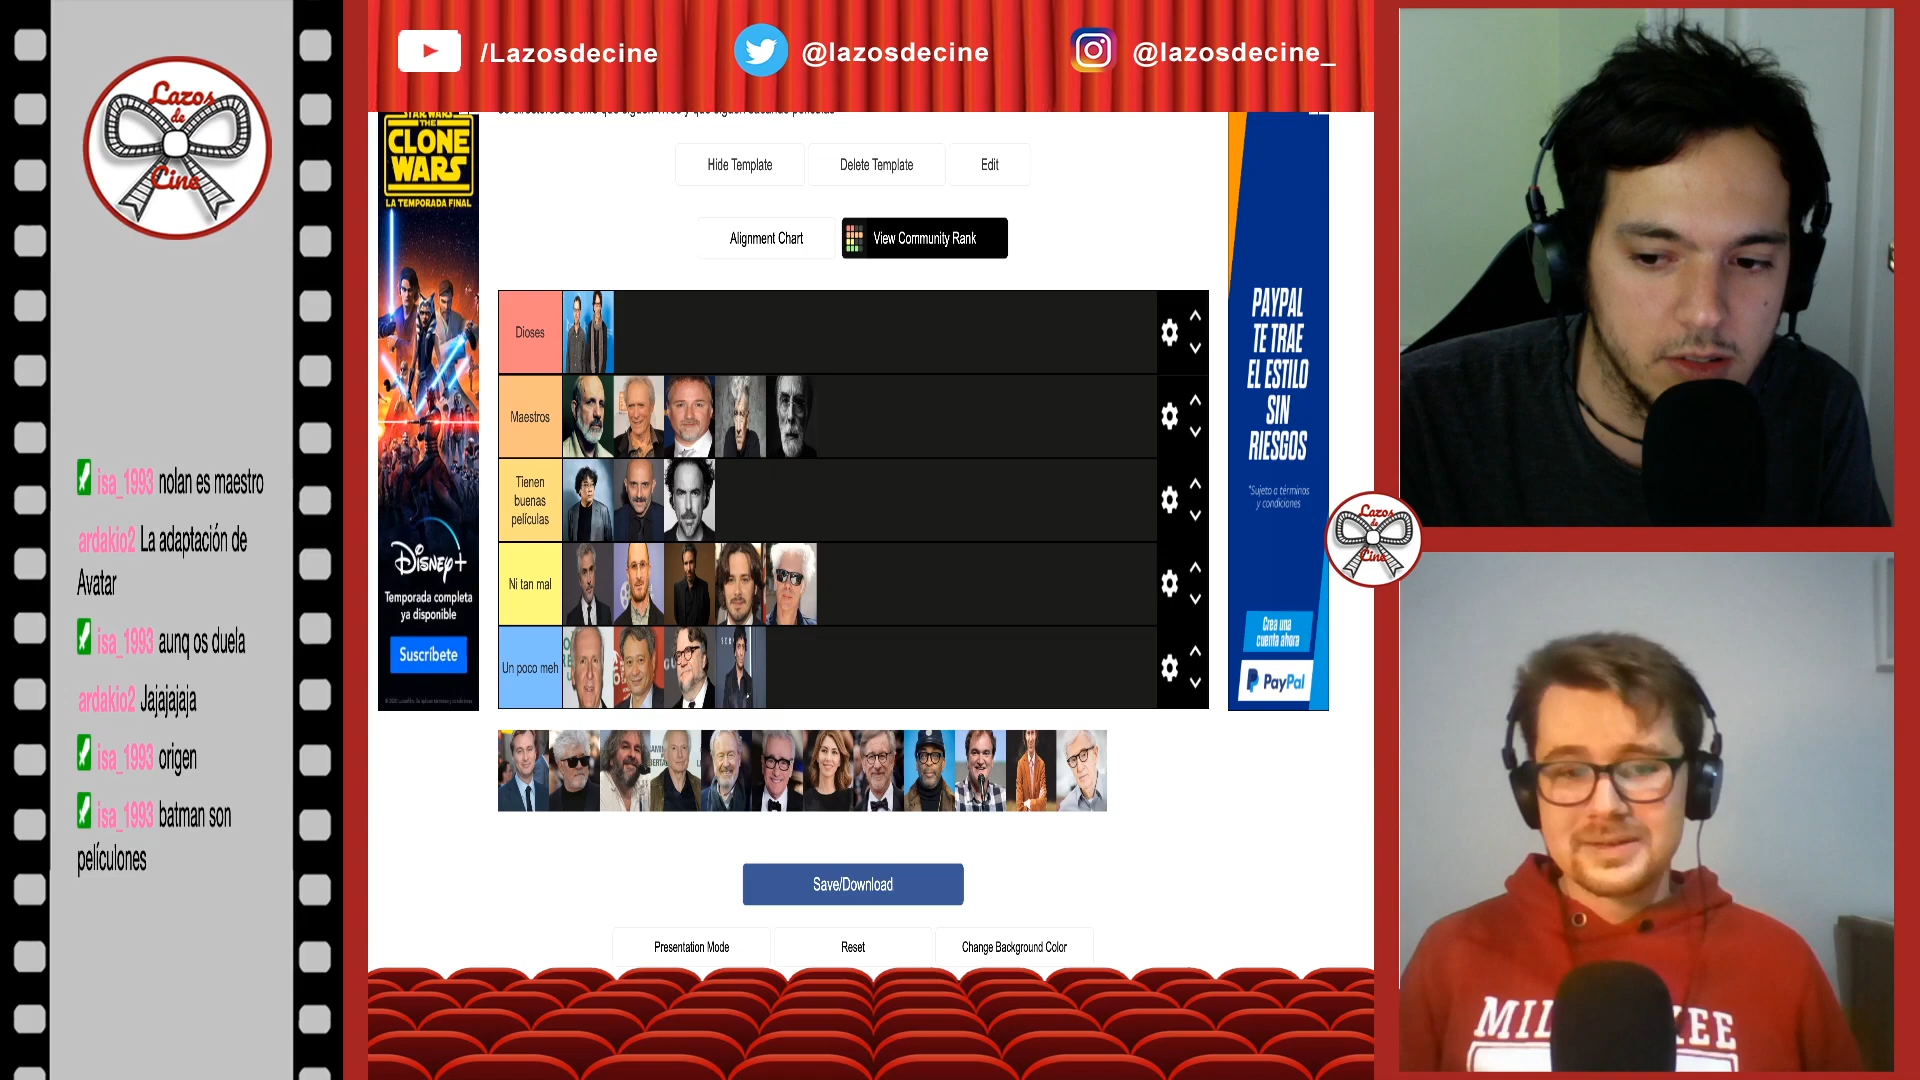 /Lazosdecine
@lazosdecine
@lazosdecine_
Lazos
de
Cine
isa_1993 nolan es maestro
ardakio2 La adaptación de
Avatar
isa_1993 aunq os duela
ardakio2 Jajajajaja
isa_1993 origen
isa_1993 batman son
películones
STAR WARS
THE
CLONE
WARS
LA TEMPORADA FINAL
Disney+
Temporada completa
ya disponible
Suscríbete
Hide Template
Delete Template
Edit
Alignment Chart
View Community Rank
Dioses
Maestros
Tienen
buenas
películas
Ni tan mal
Un poco meh
Save/Download
Presentation Mode
Reset
Change Background Color
PAYPAL
TE TRAE
EL ESTILO
SIN
RIESGOS
*Sujeto a términos
y condiciones
Crea una
cuenta ahora
PayPal
Lazos
de
Cine